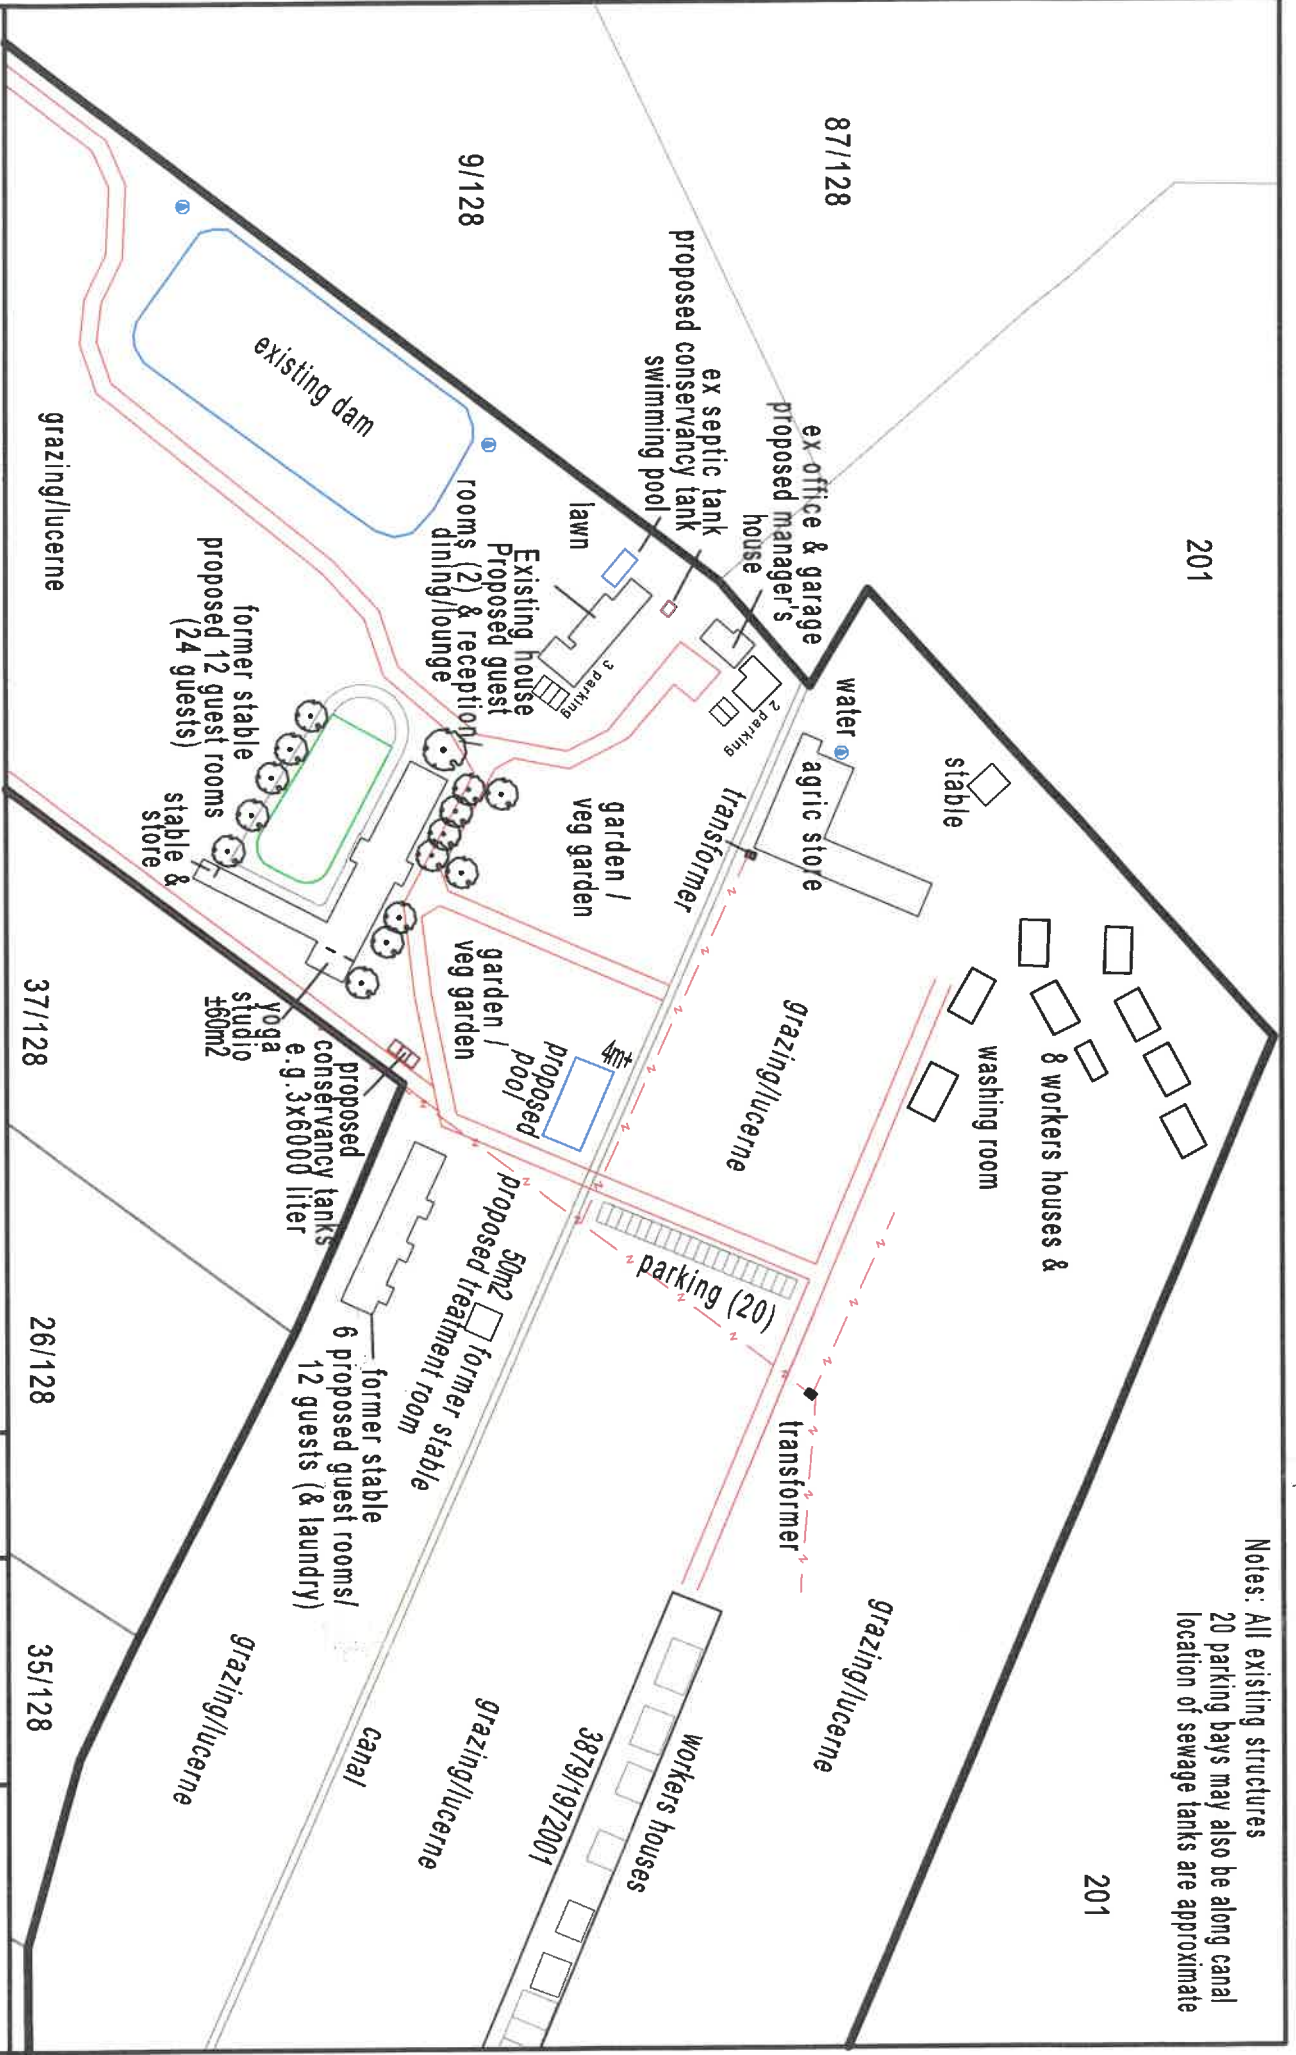 Notes: All existing structures
20 parking bays may also be along canal
location of sewage tanks are approximate
201
201
87/128
9/128
ex office & garage
proposed manager's
house
ex septic tank
proposed conservancy tank
swimming pool
water
stable
agric store
8 workers houses &
washing room
2 parking
transformer
grazing/lucerne
lawn
3 parking
Existing house
Proposed guest
rooms (2) & reception/
dining/lounge
garden /
veg garden
garden /
veg garden
4m+
proposed
pool
parking (20)
transformer
grazing/lucerne
workers houses
3879/1972001
grazing/lucerne
canal
existing dam
grazing/lucerne
former stable
proposed 12 guest rooms
(24 guests)
stable &
store
yoga
studio
±60m2
proposed
conservancy tanks
e.g.3x6000 liter
50m2
former stable
proposed treatment room
former stable
6 proposed guest rooms/
12 guests (& laundry)
grazing/lucerne
37/128
26/128
35/128